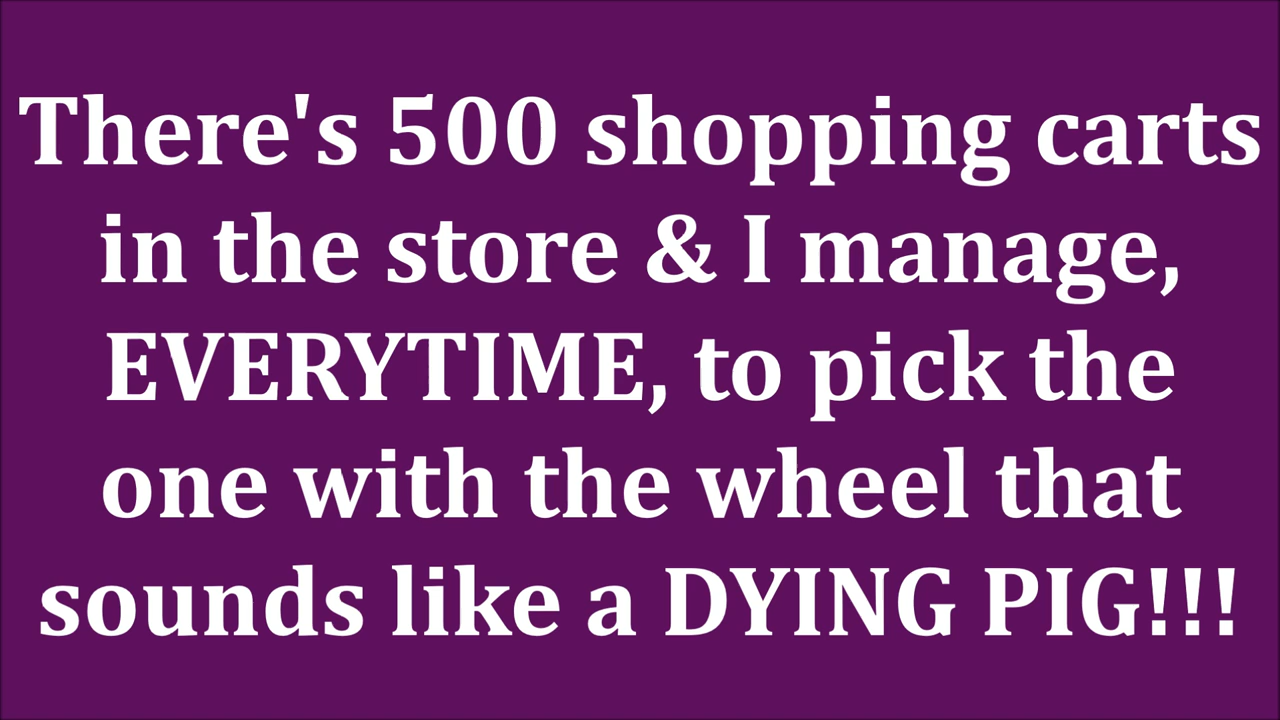 There's 500 shopping carts
in the store & I manage,
EVERYTIME, to pick the
one with the wheel that
sounds like a DYING PIG!!!